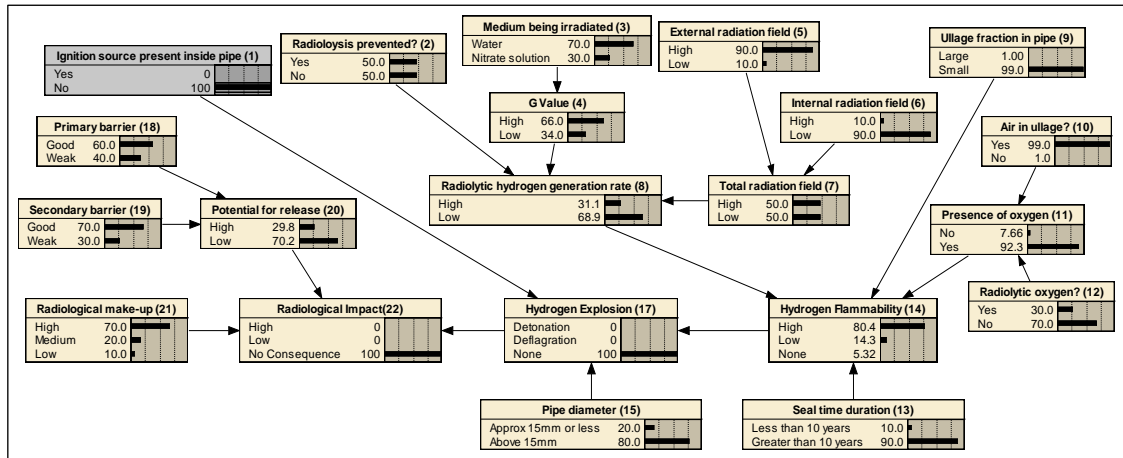 Ignition source present inside pipe (1)
Yes 0
No 100
Radioloysis prevented? (2)
Yes 50.0
No 50.0
Medium being irradiated (3)
Water 70.0
Nitrate solution 30.0
External radiation field (5)
High 90.0
Low 10.0
Ullage fraction in pipe (9)
Large 1.00
Small 99.0
G Value (4)
High 66.0
Low 34.0
Internal radiation field (6)
High 10.0
Low 90.0
Primary barrier (18)
Good 60.0
Weak 40.0
Air in ullage? (10)
Yes 99.0
No 1.0
Radiolytic hydrogen generation rate (8)
High 31.1
Low 68.9
Total radiation field (7)
High 50.0
Low 50.0
Secondary barrier (19)
Good 70.0
Weak 30.0
Potential for release (20)
High 29.8
Low 70.2
Presence of oxygen (11)
No 7.66
Yes 92.3
Radiolytic oxygen? (12)
Yes 30.0
No 70.0
Radiological make-up (21)
High 70.0
Medium 20.0
Low 10.0
Radiological Impact(22)
High 0
Low 0
No Consequence 100
Hydrogen Explosion (17)
Detonation 0
Deflagration 0
None 100
Hydrogen Flammability (14)
High 80.4
Low 14.3
None 5.32
Pipe diameter (15)
Approx 15mm or less 20.0
Above 15mm 80.0
Seal time duration (13)
Less than 10 years 10.0
Greater than 10 years 90.0